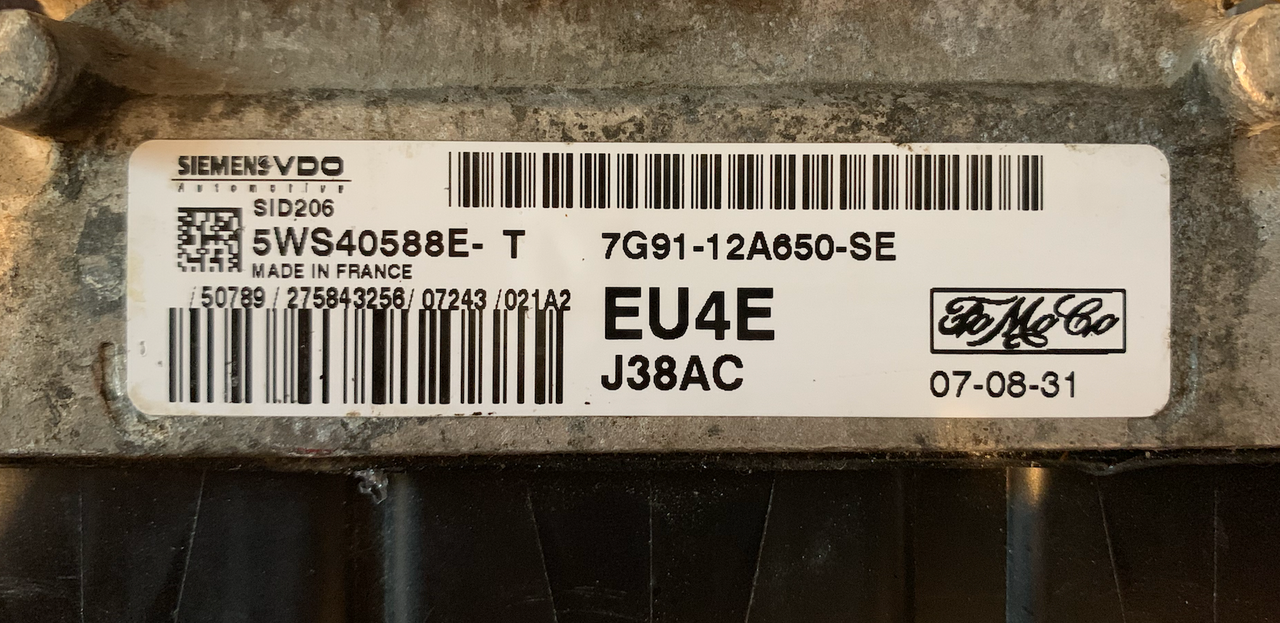 SIEMENS VDO
Automotive
SID206
5WS40588E- T
7G91-12A650-SE
MADE IN FRANCE
/50789 / 275843256/ 07243 /021A2
EU4E
FoMoCo
J38AC
07-08-31